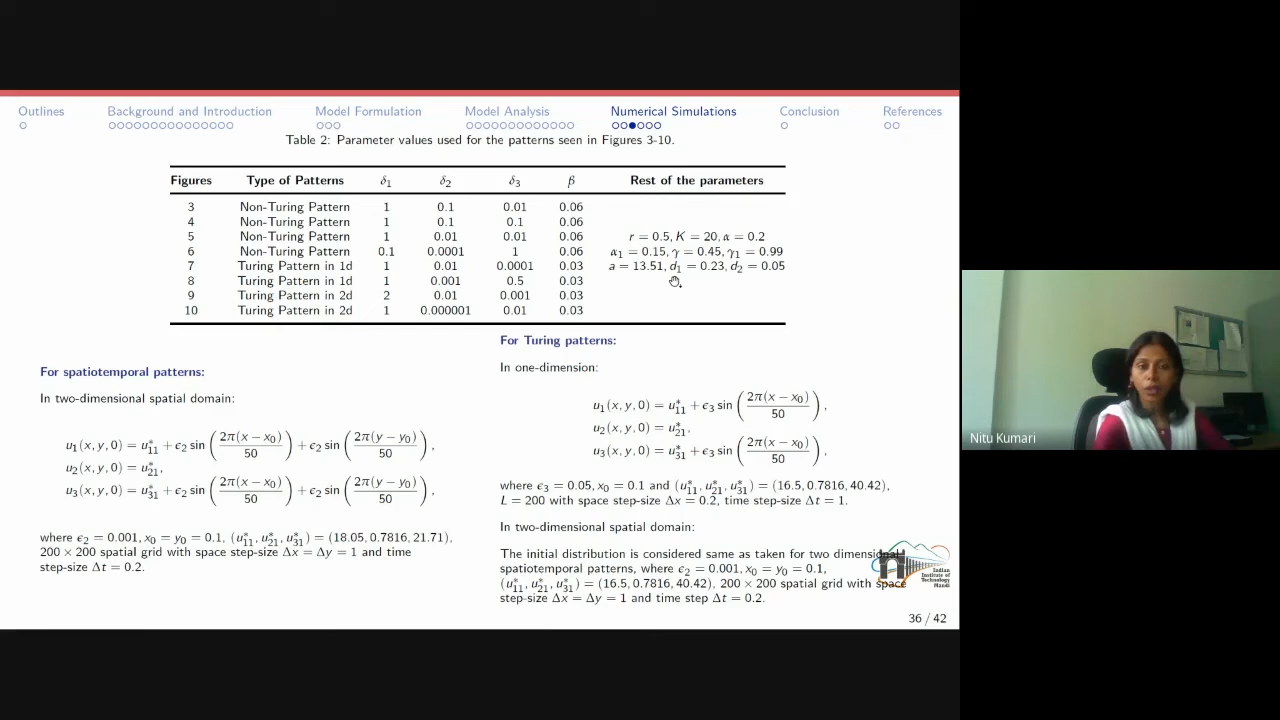 Outlines Background and Introduction Model Formulation Model Analysis Numerical Simulations Conclusion References
Table 2: Parameter values used for the patterns seen in Figures 3-10.
Figures Type of Patterns δ₁ δ₂ δ₃ β Rest of the parameters
3 Non-Turing Pattern 1 0.1 0.01 0.06
4 Non-Turing Pattern 1 0.1 0.1 0.06
5 Non-Turing Pattern 1 0.01 0.01 0.06 r = 0.5, K = 20, α = 0.2
6 Non-Turing Pattern 0.1 0.0001 1 0.06 α₁ = 0.15, γ = 0.45, γ₁ = 0.99
7 Turing Pattern in 1d 1 0.01 0.0001 0.03 a = 13.51, d₁ = 0.23, d₂ = 0.05
8 Turing Pattern in 1d 1 0.001 0.5 0.03
9 Turing Pattern in 2d 2 0.01 0.001 0.03
10 Turing Pattern in 2d 1 0.000001 0.01 0.03
For spatiotemporal patterns:
In two-dimensional spatial domain:
u₁(x, y, 0) = u*₁₁ + ϵ₂ sin (2π(x − x₀)/50) + ϵ₂ sin (2π(y − y₀)/50),
u₂(x, y, 0) = u*₂₁,
u₃(x, y, 0) = u*₃₁ + ϵ₂ sin (2π(x − x₀)/50) + ϵ₂ sin (2π(y − y₀)/50),
where ϵ₂ = 0.001, x₀ = y₀ = 0.1, (u*₁₁, u*₂₁, u*₃₁) = (18.05, 0.7816, 21.71),
200 × 200 spatial grid with space step-size Δx = Δy = 1 and time
step-size Δt = 0.2.
For Turing patterns:
In one-dimension:
u₁(x, y, 0) = u*₁₁ + ϵ₃ sin (2π(x − x₀)/50),
u₂(x, y, 0) = u*₂₁,
u₃(x, y, 0) = u*₃₁ + ϵ₃ sin (2π(x − x₀)/50),
where ϵ₃ = 0.05, x₀ = 0.1 and (u*₁₁, u*₂₁, u*₃₁) = (16.5, 0.7816, 40.42),
L = 200 with space step-size Δx = 0.2, time step-size Δt = 1.
In two-dimensional spatial domain:
The initial distribution is considered same as taken for two dimensional
spatiotemporal patterns, where ϵ₂ = 0.001, x₀ = y₀ = 0.1,
(u*₁₁, u*₂₁, u*₃₁) = (16.5, 0.7816, 40.42), 200 × 200 spatial grid with space
step-size Δx = Δy = 1 and time step Δt = 0.2.
Indian
Institute of
Technology
Mandi
36 / 42
Nitu Kumari